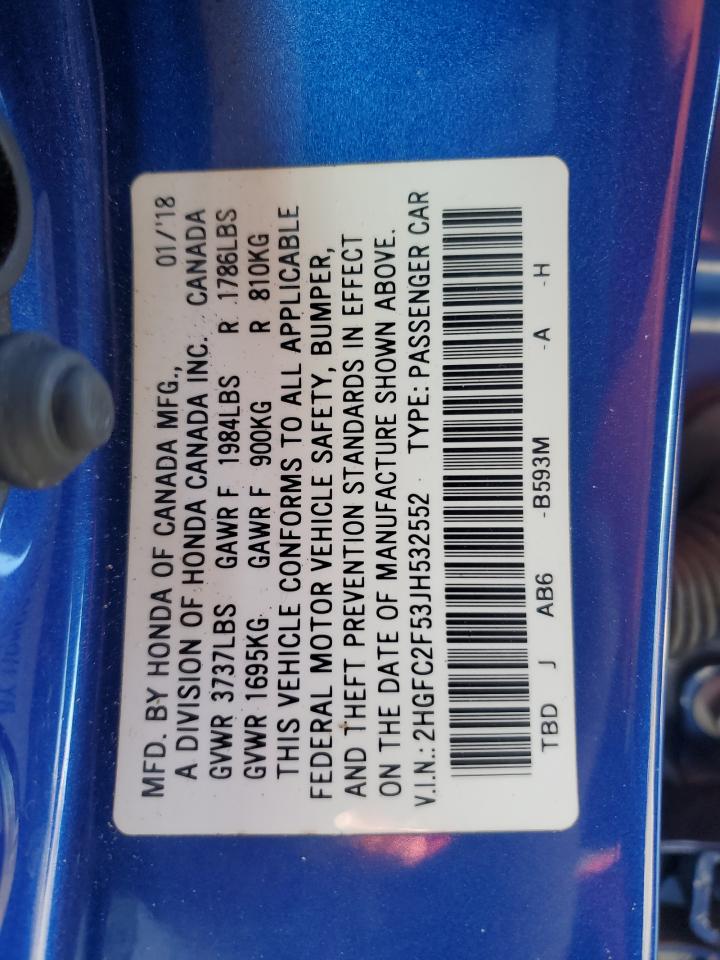 MFD. BY HONDA OF CANADA MFG., 01/'18
A DIVISION OF HONDA CANADA INC. CANADA
GVWR 3737LBS GAWR F 1984LBS R 1786LBS
GVWR 1695KG GAWR F 900KG R 810KG
THIS VEHICLE CONFORMS TO ALL APPLICABLE
FEDERAL MOTOR VEHICLE SAFETY, BUMPER,
AND THEFT PREVENTION STANDARDS IN EFFECT
ON THE DATE OF MANUFACTURE SHOWN ABOVE.
V.I.N.: 2HGFC2F53JH532552 TYPE: PASSENGER CAR
TBD J AB6 -B593M -A -H